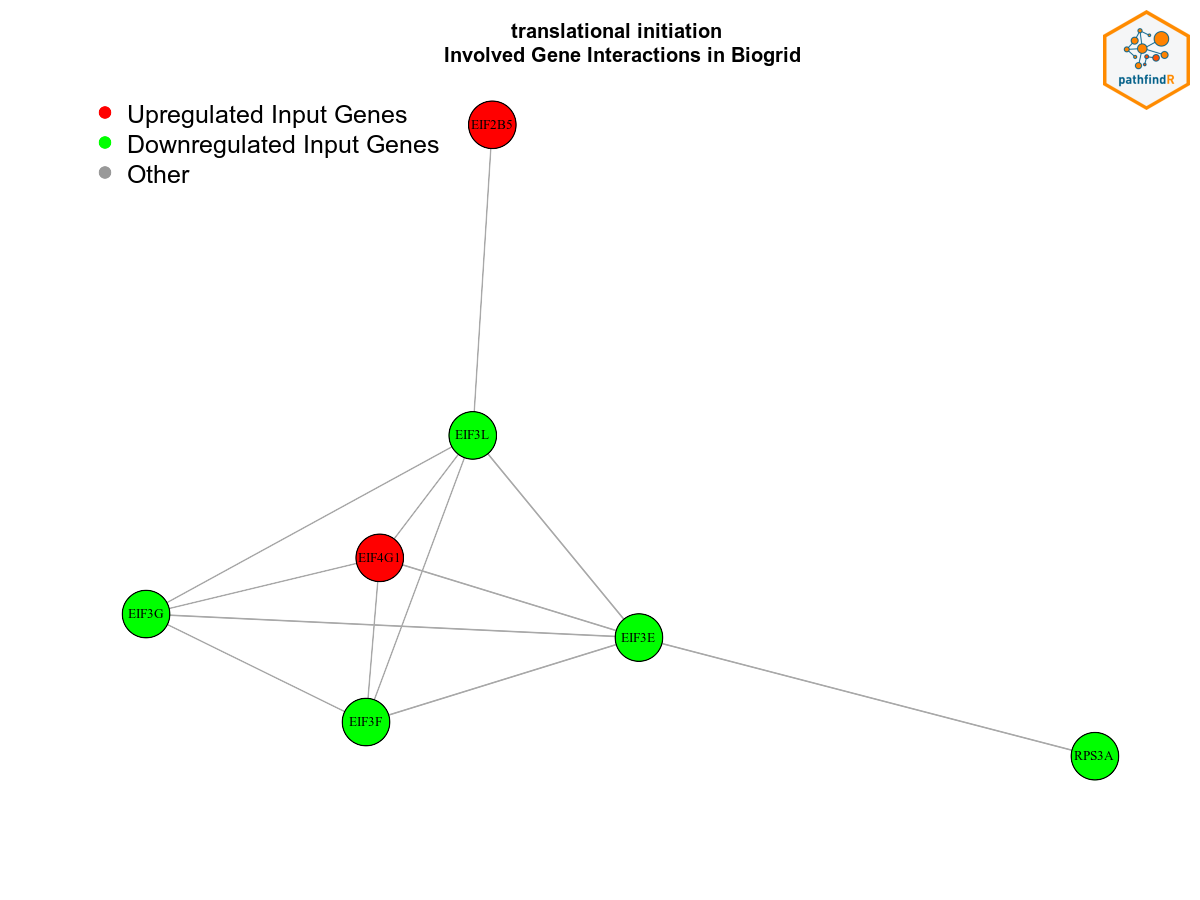 translational initiation
Involved Gene Interactions in Biogrid
pathfindR
Upregulated Input Genes
Downregulated Input Genes
Other
EIF2B5
EIF3L
EIF4G1
EIF3G
EIF3E
EIF3F
RPS3A